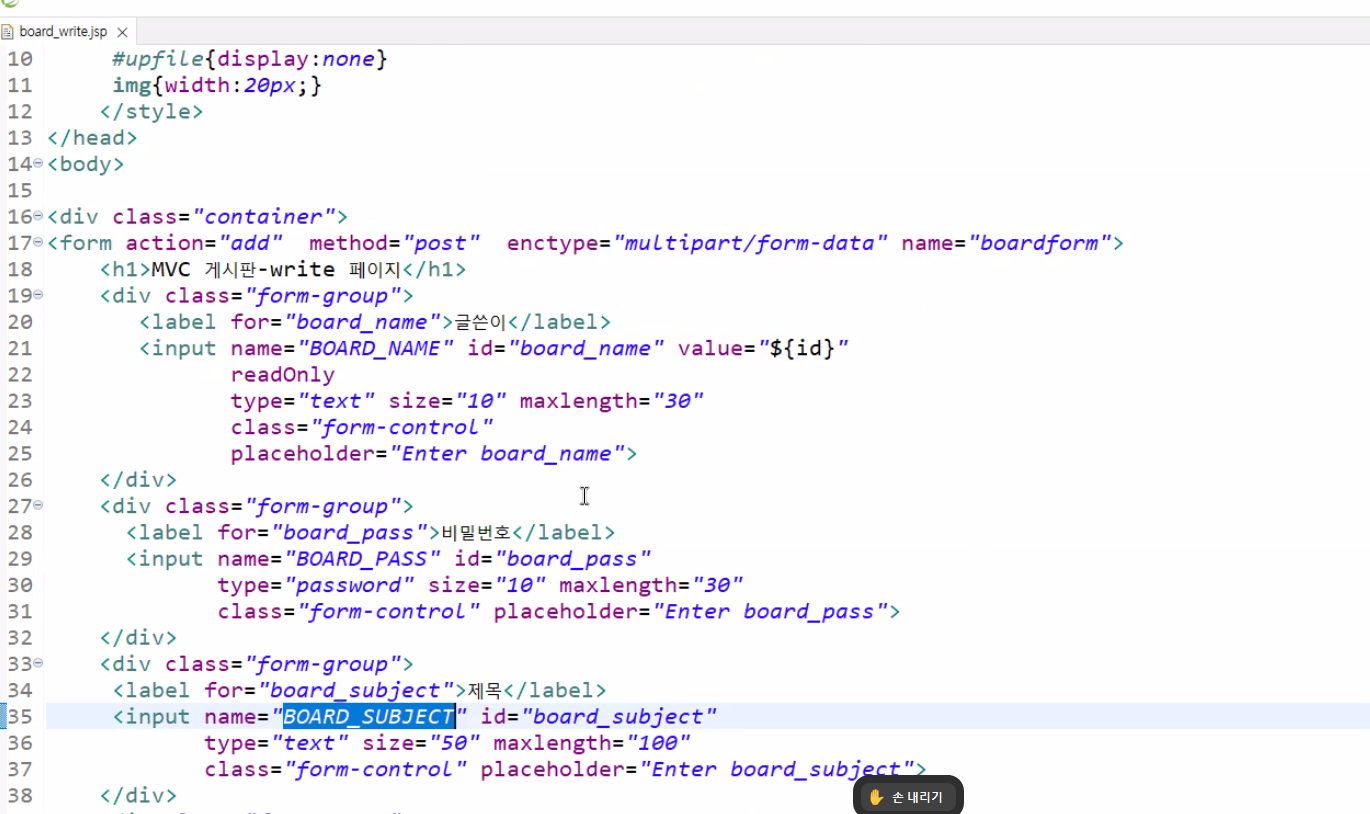 board_write.jsp
10 #upfile{display:none}
11 img{width:20px;}
12 </style>
13 </head>
14 <body>
15
16 <div class="container">
17 <form action="add"  method="post"  enctype="multipart/form-data" name="boardform">
18 <h1>MVC 게시판-write 페이지</h1>
19 <div class="form-group">
20 <label for="board_name">글쓴이</label>
21 <input name="BOARD_NAME" id="board_name" value="${id}"
22 readOnly
23 type="text" size="10" maxlength="30"
24 class="form-control"
25 placeholder="Enter board_name">
26 </div>
27 <div class="form-group">
28 <label for="board_pass">비밀번호</label>
29 <input name="BOARD_PASS" id="board_pass"
30 type="password" size="10" maxlength="30"
31 class="form-control" placeholder="Enter board_pass">
32 </div>
33 <div class="form-group">
34 <label for="board_subject">제목</label>
35 <input name="BOARD_SUBJECT" id="board_subject"
36 type="text" size="50" maxlength="100"
37 class="form-control" placeholder="Enter board_subject">
38 </div>
손 내리기